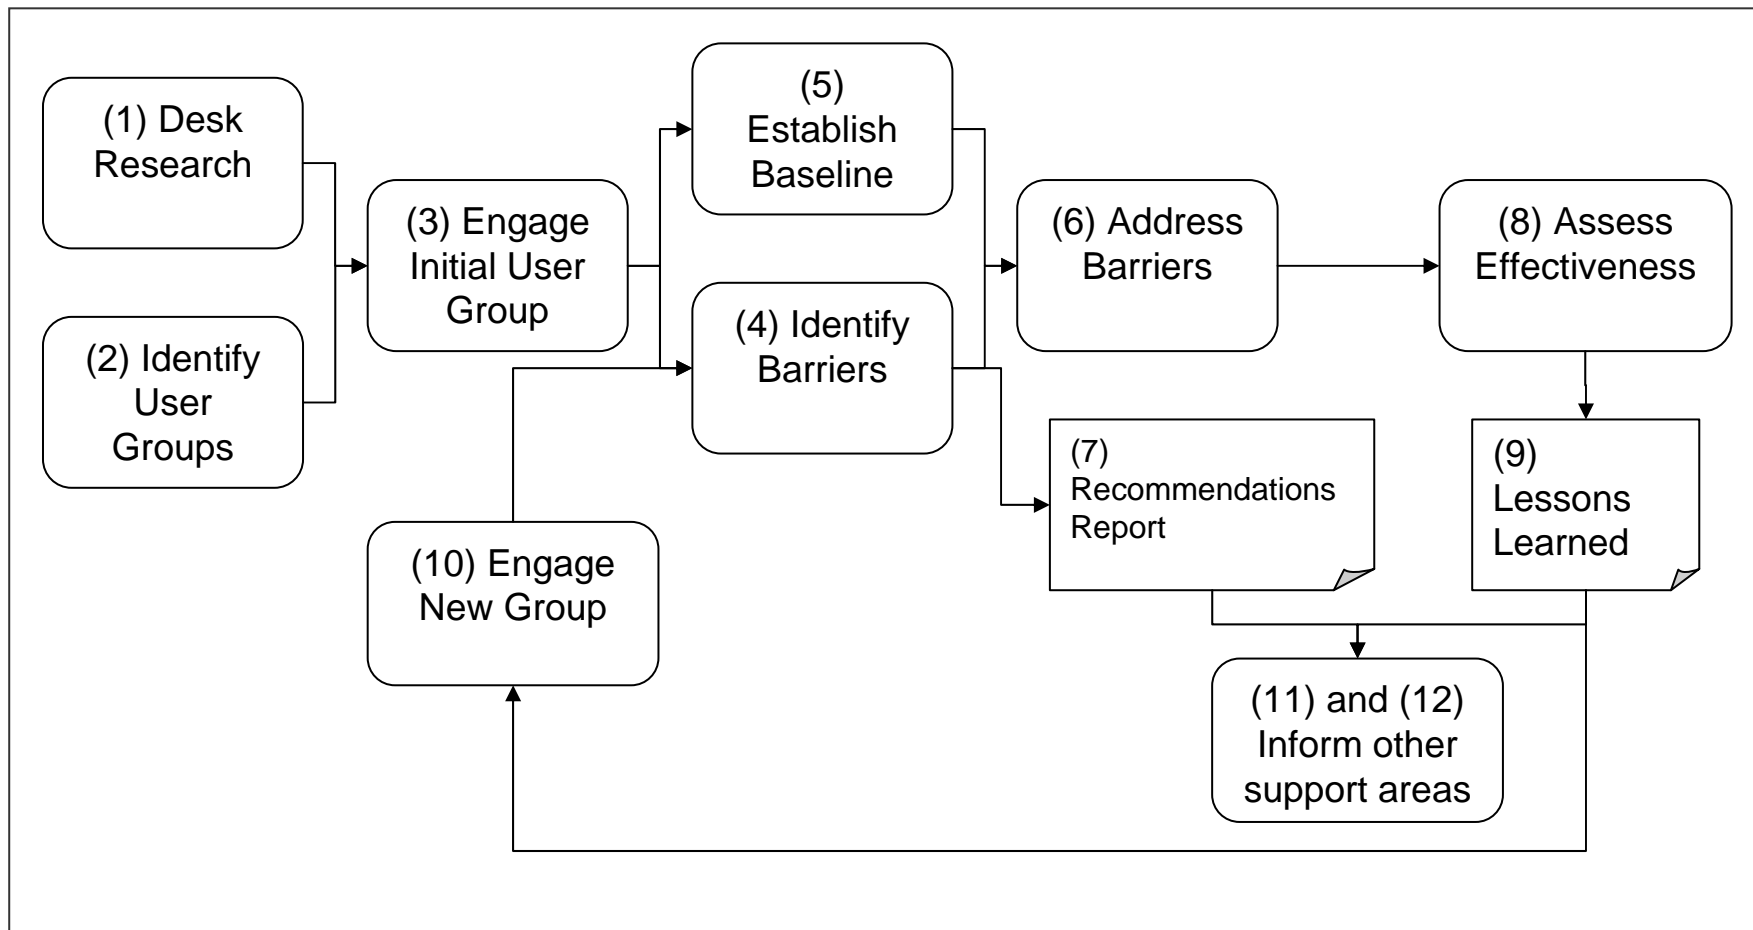 (1) Desk
Research
(2) Identify
User
Groups
(3) Engage
Initial User
Group
(5)
Establish
Baseline
(4) Identify
Barriers
(6) Address
Barriers
(8) Assess
Effectiveness
(7)
Recommendations
Report
(9)
Lessons
Learned
(10) Engage
New Group
(11) and (12)
Inform other
support areas